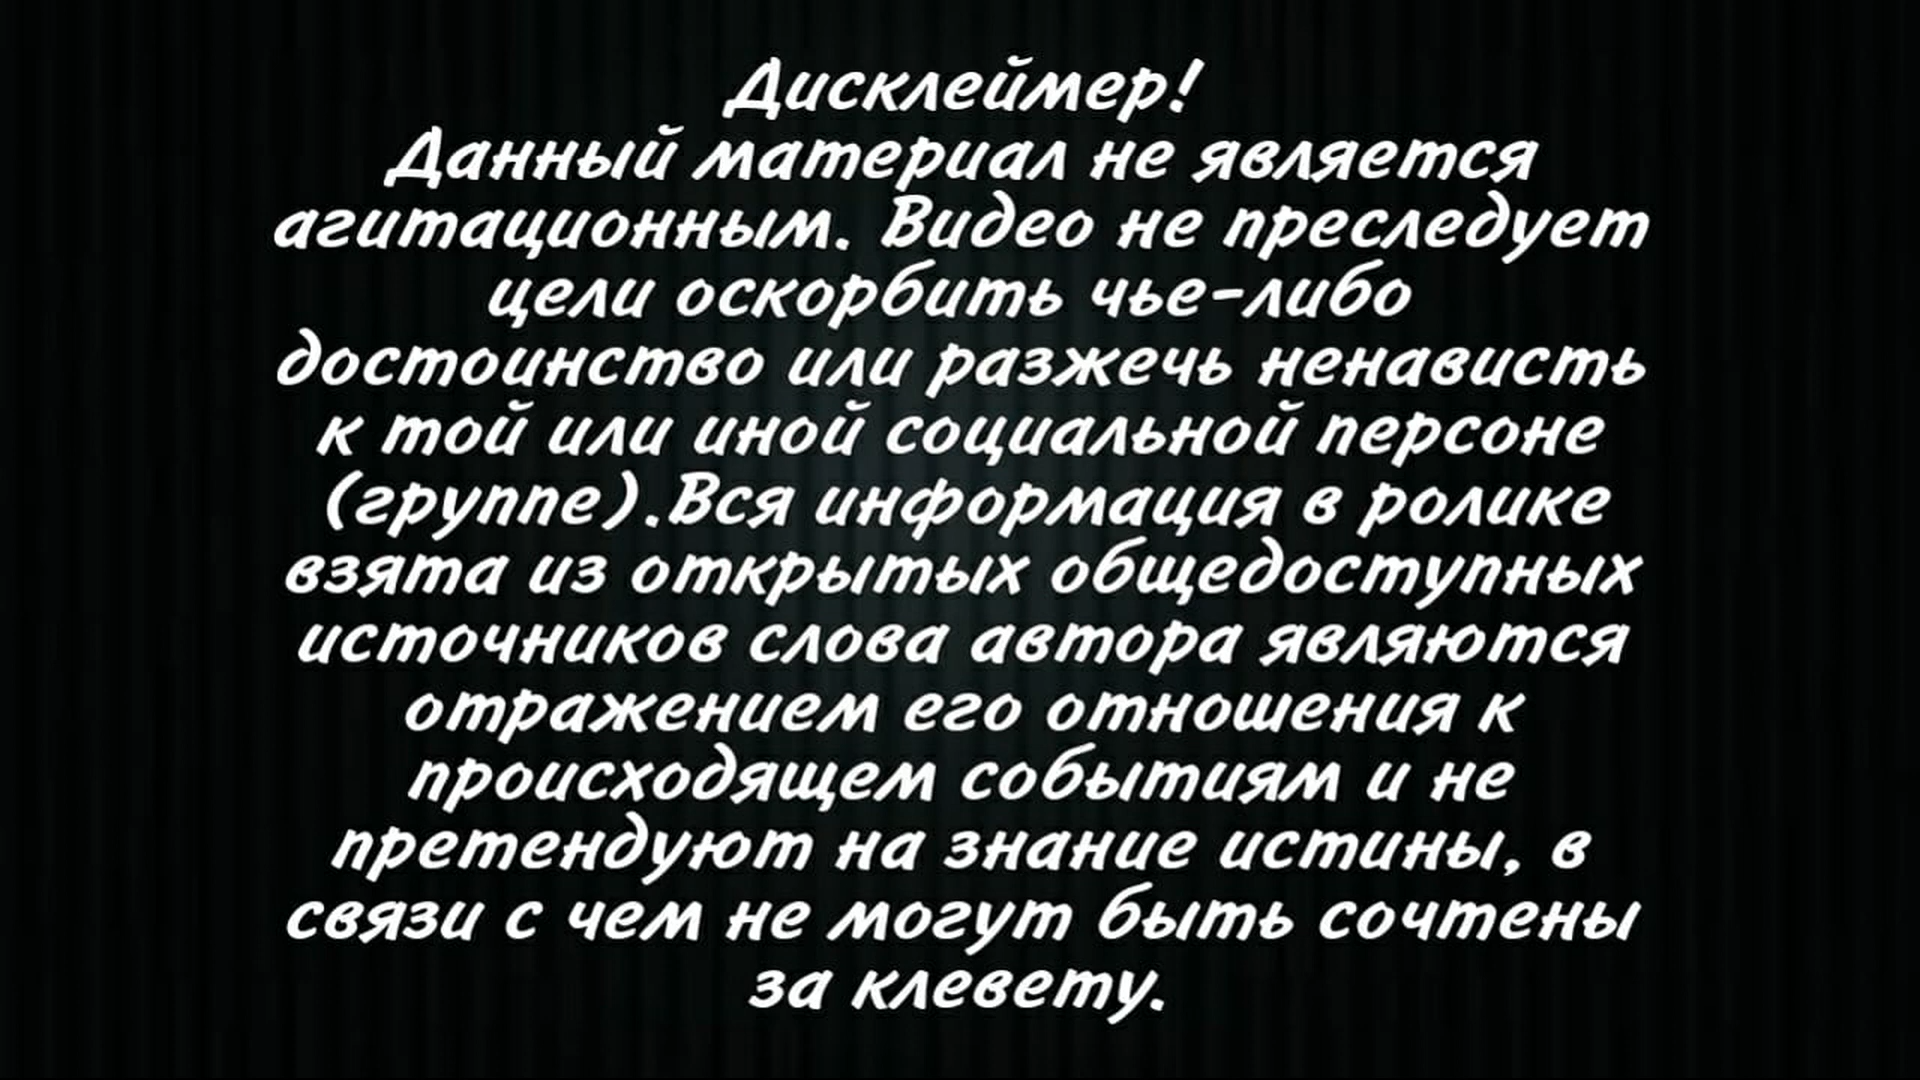 Дисклеймер!
Данный материал не является
агитационным. Видео не преследует
цели оскорбить чье-либо
достоинство или разжечь ненависть
к той или иной социальной персоне
(группе).Вся информация в ролике
взята из открытых общедоступных
источников слова автора являются
отражением его отношения к
происходящем событиям и не
претендуют на знание истины, в
связи с чем не могут быть сочтены
за клевету.